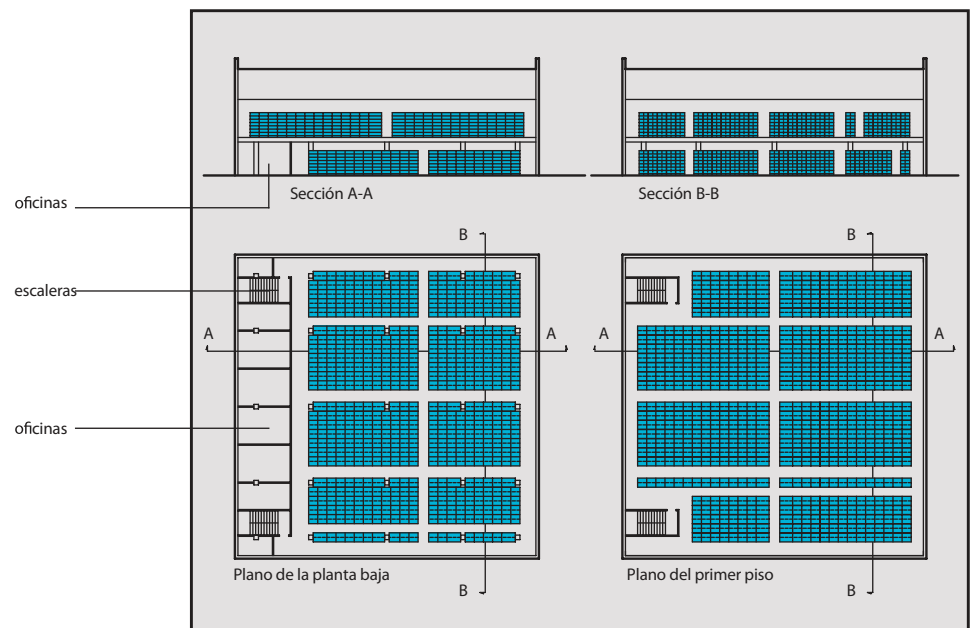 Sección A-A
Sección B-B
oficinas
B
B
escaleras
A
A
A
A
oficinas
Plano de la planta baja
Plano del primer piso
B
B